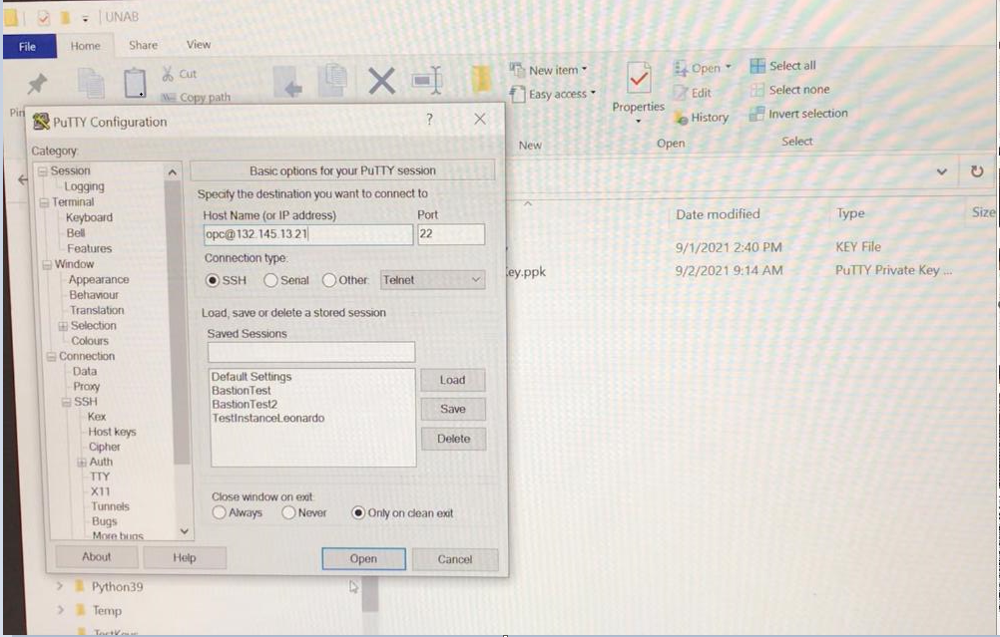 UNAB
File Home Share View
Cut
Copy path
New item
Easy access
New
Properties
Open
Edit
History
Open
Select all
Select none
Invert selection
Select
PuTTY Configuration ? X
Category:
Session
Logging
Terminal
Keyboard
Bell
Features
Window
Appearance
Behaviour
Translation
Selection
Colours
Connection
Data
Proxy
SSH
Kex
Host keys
Cipher
Auth
TTY
X11
Tunnels
Bugs
More bugs
Basic options for your PuTTY session
Specify the destination you want to connect to
Host Name (or IP address) Port
opc@132.145.13.21 22
Connection type:
SSH Serial Other: Telnet
Load, save or delete a stored session
Saved Sessions
Default Settings
BastionTest
BastionTest2
TestInstanceLeonardo
Load
Save
Delete
Close window on exit:
Always Never Only on clean exit
About Help Open Cancel
Date modified Type Size
9/1/2021 2:40 PM KEY File
ey.ppk 9/2/2021 9:14 AM PuTTY Private Key ...
Python39
Temp